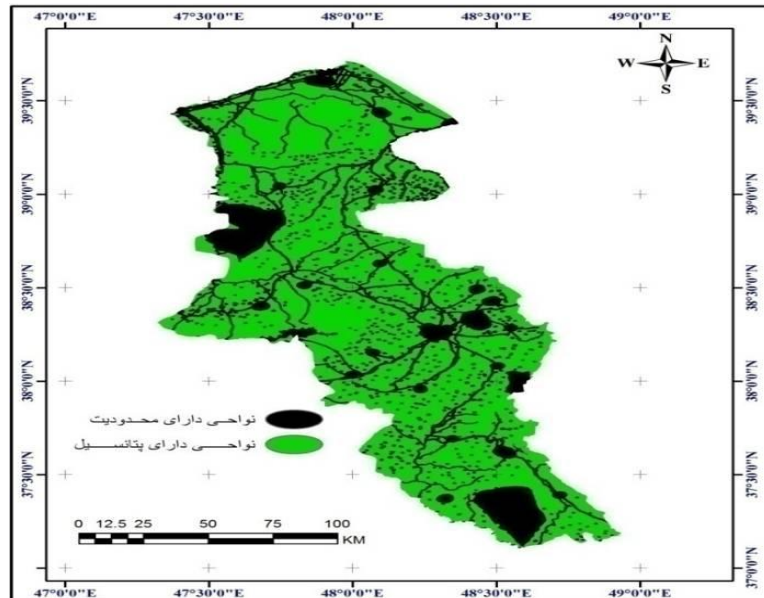 47°0'0"E 47°30'0"E 48°0'0"E 48°30'0"E 49°0'0"E
N
W E
S
39°30'0"N 39°30'0"N
39°0'0"N 39°0'0"N
38°30'0"N 38°30'0"N
38°0'0"N 38°0'0"N
نواحی دارای محدودیت
نواحی دارای پتانسیل
37°30'0"N 37°30'0"N
0 12.5 25 50 75 100
KM
37°0'0"N 37°0'0"N
47°0'0"E 47°30'0"E 48°0'0"E 48°30'0"E 49°0'0"E